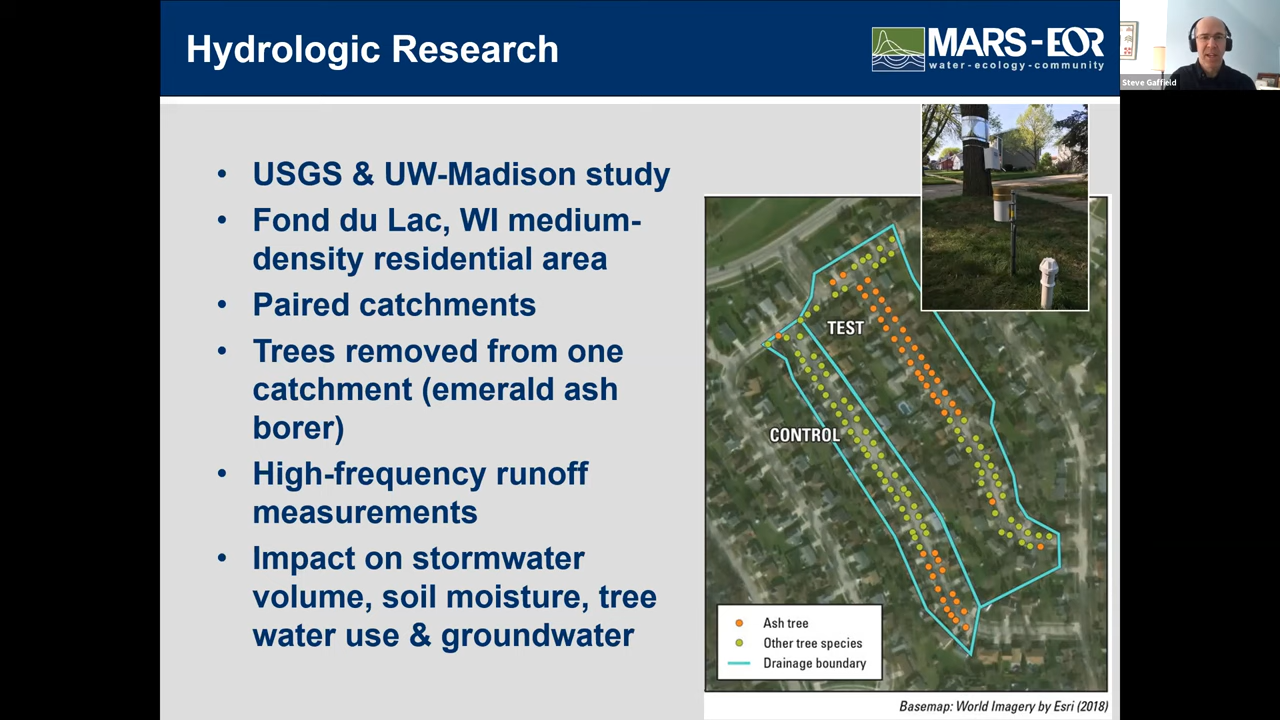 Hydrologic Research
MARS-EOR
water-ecology-community
Steve Gaffield
• USGS & UW-Madison study
• Fond du Lac, WI medium-
density residential area
• Paired catchments
• Trees removed from one
catchment (emerald ash
borer)
• High-frequency runoff
measurements
• Impact on stormwater
volume, soil moisture, tree
water use & groundwater
TEST
CONTROL
Ash tree
Other tree species
Drainage boundary
Basemap: World Imagery by Esri (2018)